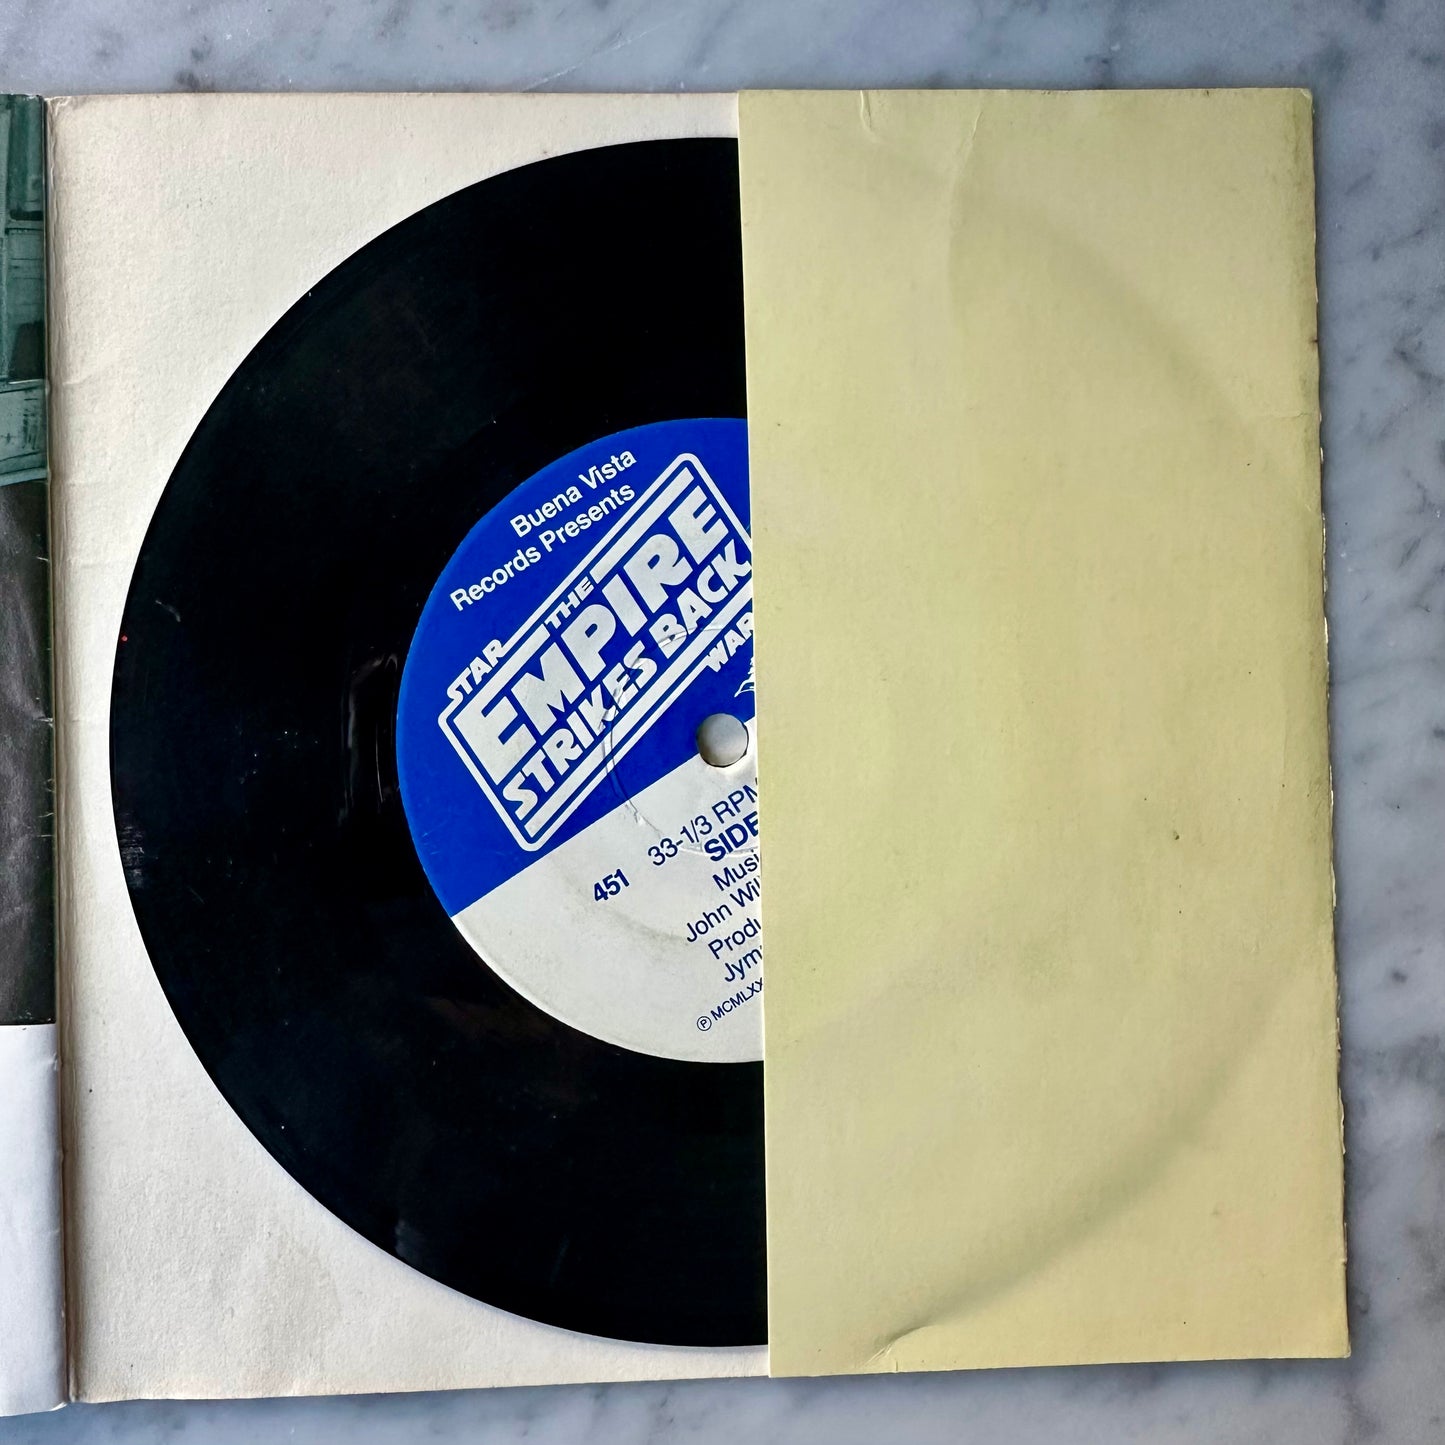 Buena Vista
Records Presents
STAR
THE
EMPIRE
STRIKES BACK
WAR
451 33-1/3 RPM
SIDE
Musi
John Wil
Produ
Jym
℗ MCMLXX